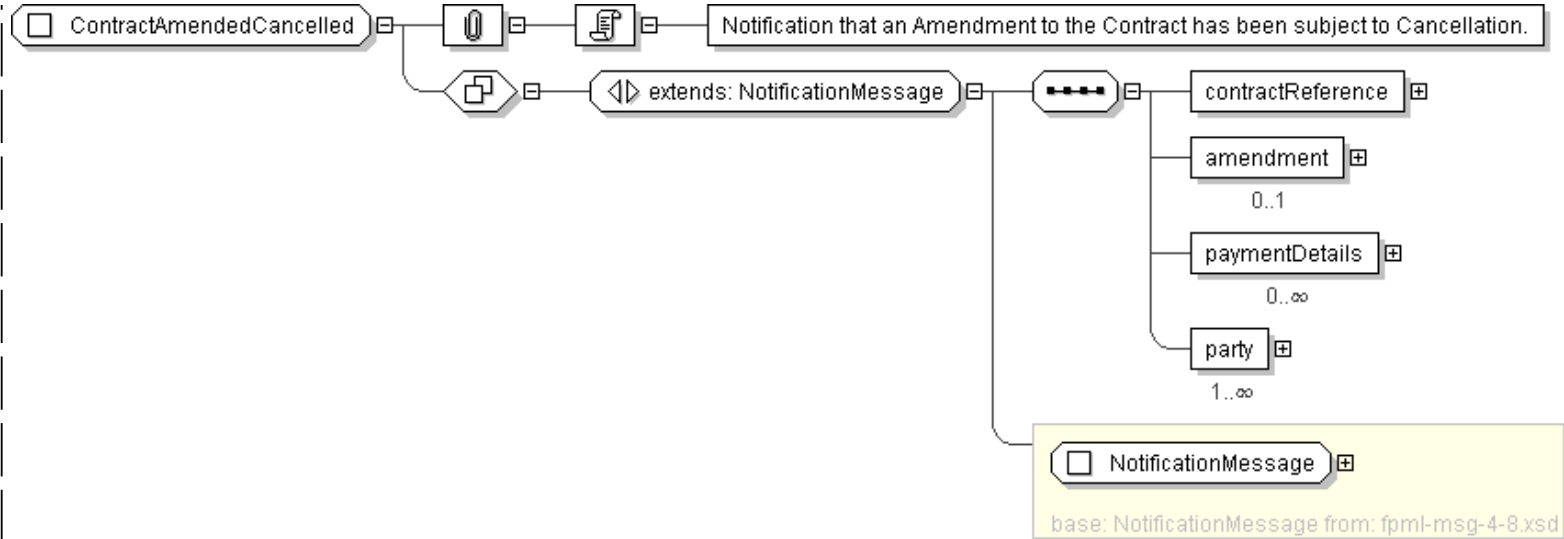 ContractAmendedCancelled
Notification that an Amendment to the Contract has been subject to Cancellation.
extends: NotificationMessage
contractReference
amendment
0..1
paymentDetails
0..∞
party
1..∞
NotificationMessage
base: NotificationMessage from: fpml-msg-4-8.xsd